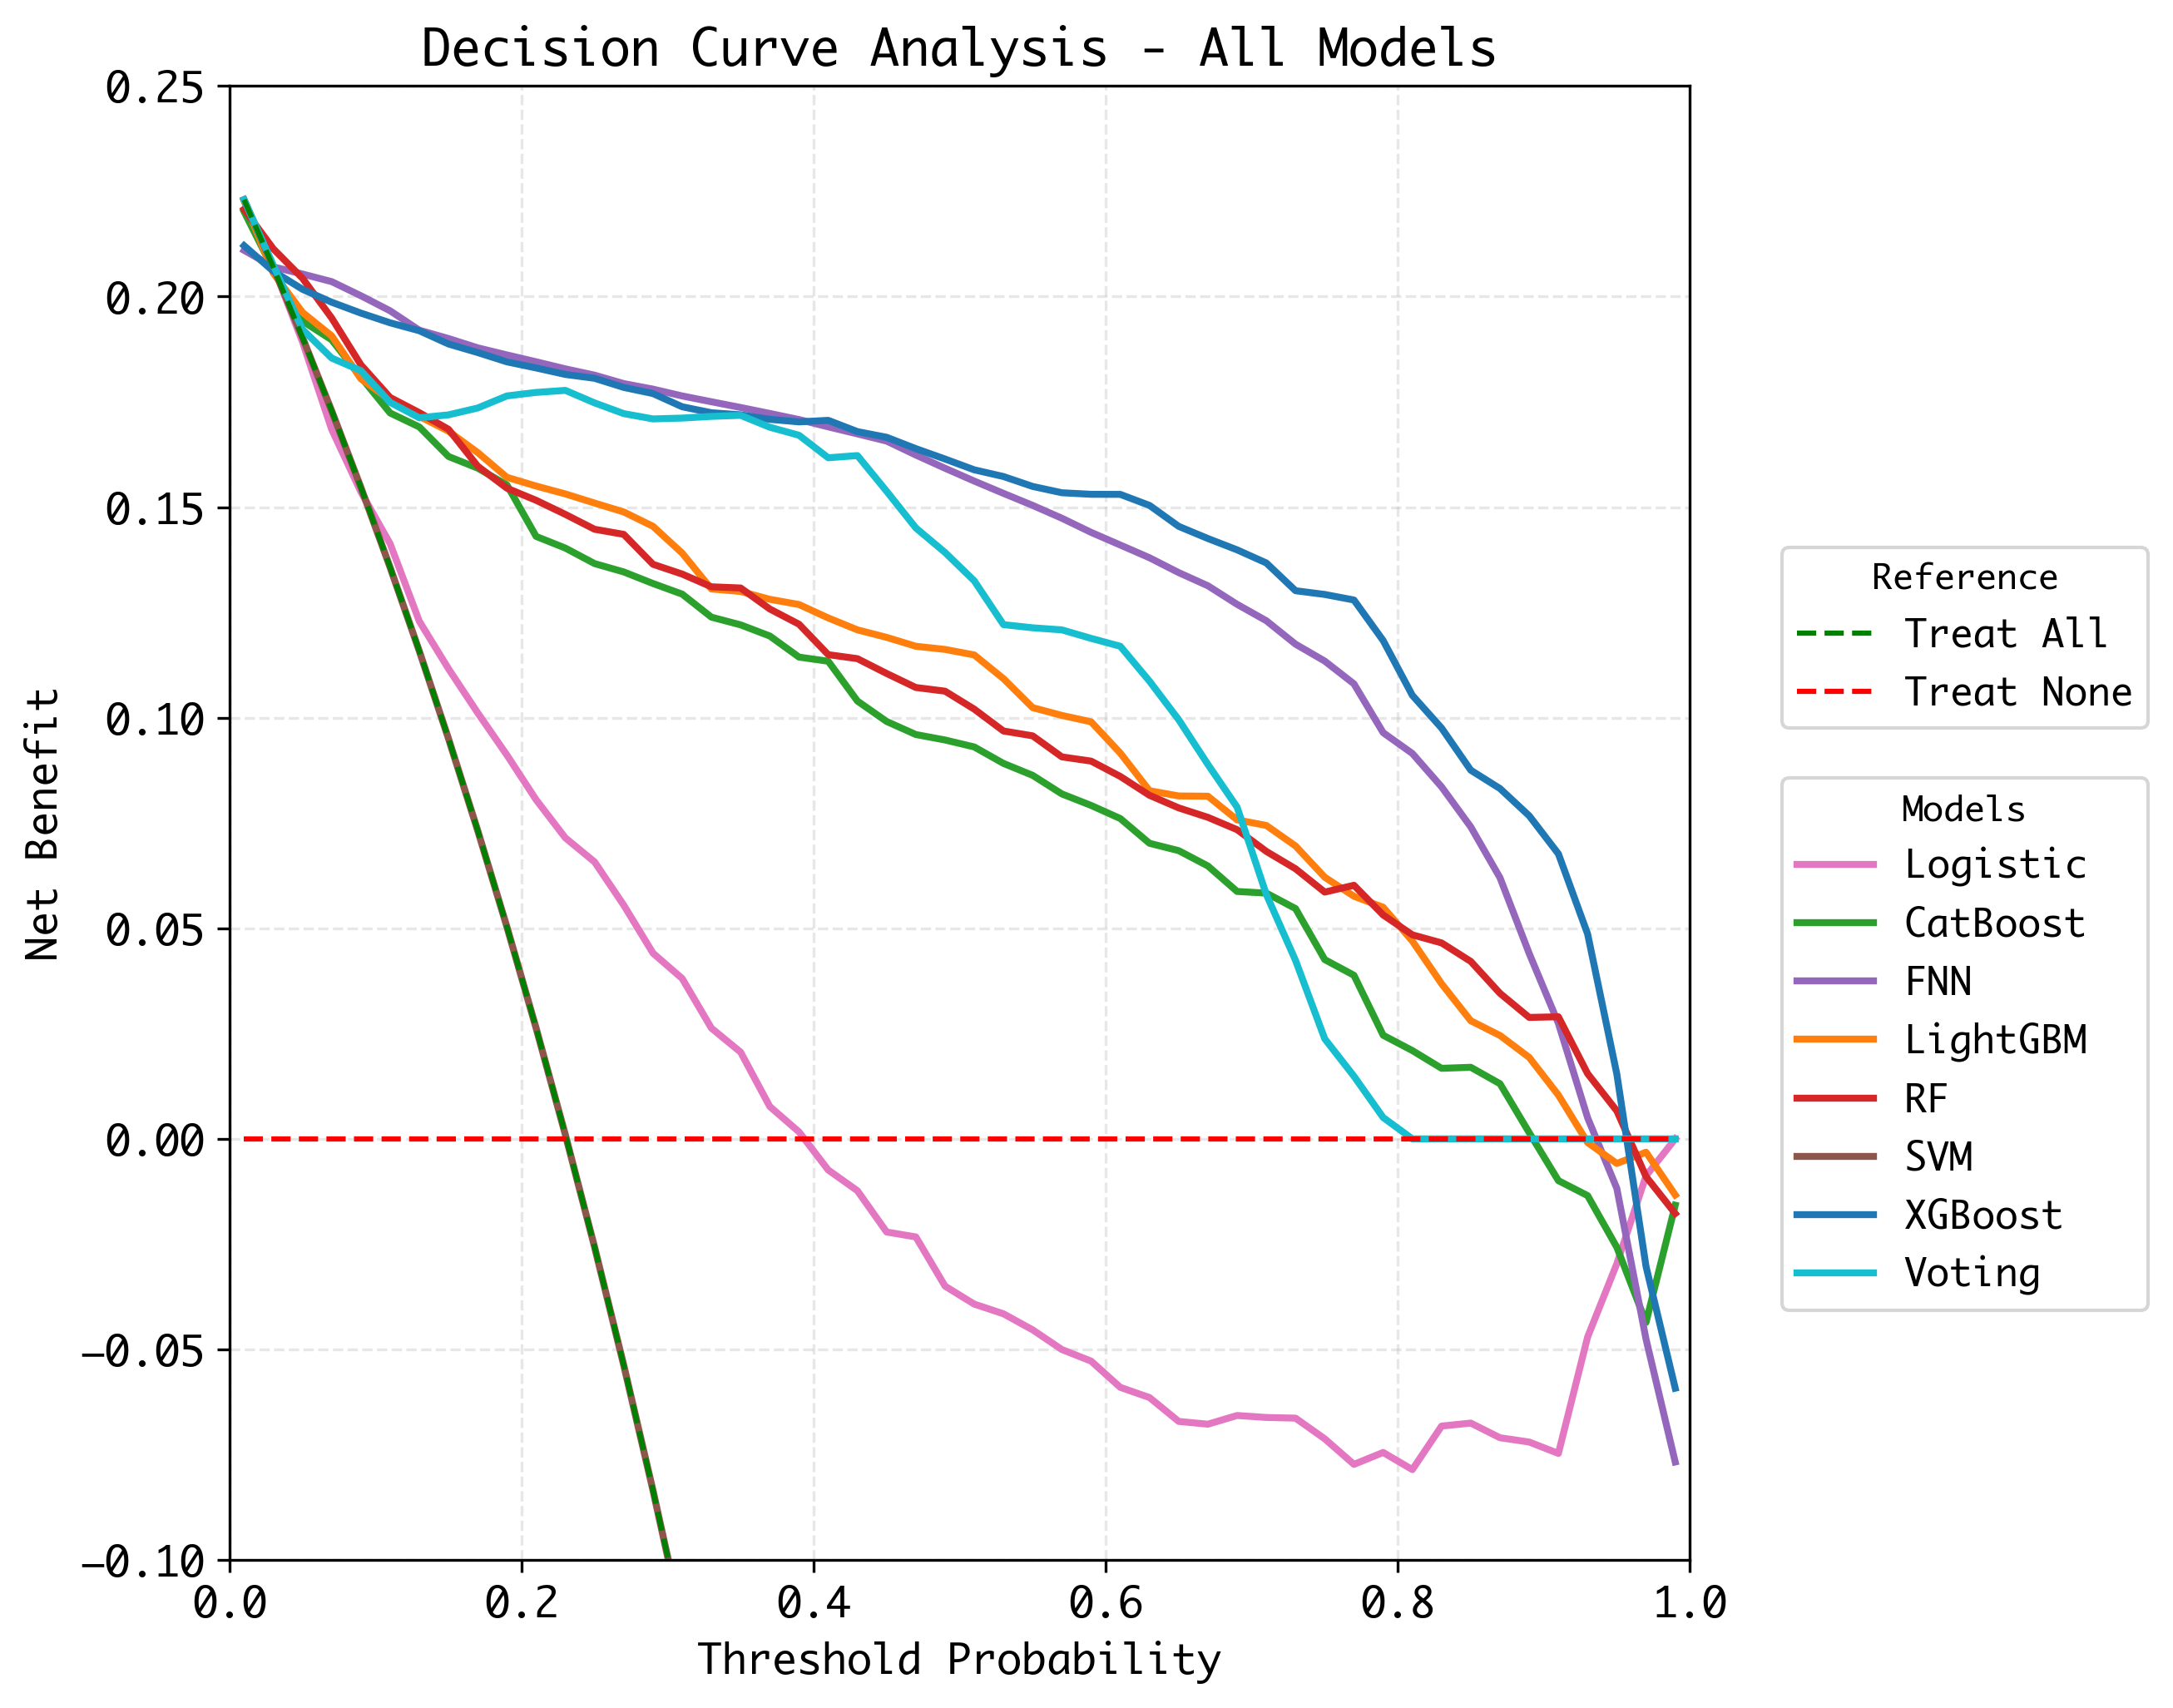 Decision Curve Analysis - All Models
Net Benefit
0.25
0.20
0.15
0.10
0.05
0.00
−0.05
−0.10
0.0 0.2 0.4 0.6 0.8 1.0
Threshold Probability
Reference
Treat All
Treat None
Models
Logistic
CatBoost
FNN
LightGBM
RF
SVM
XGBoost
Voting